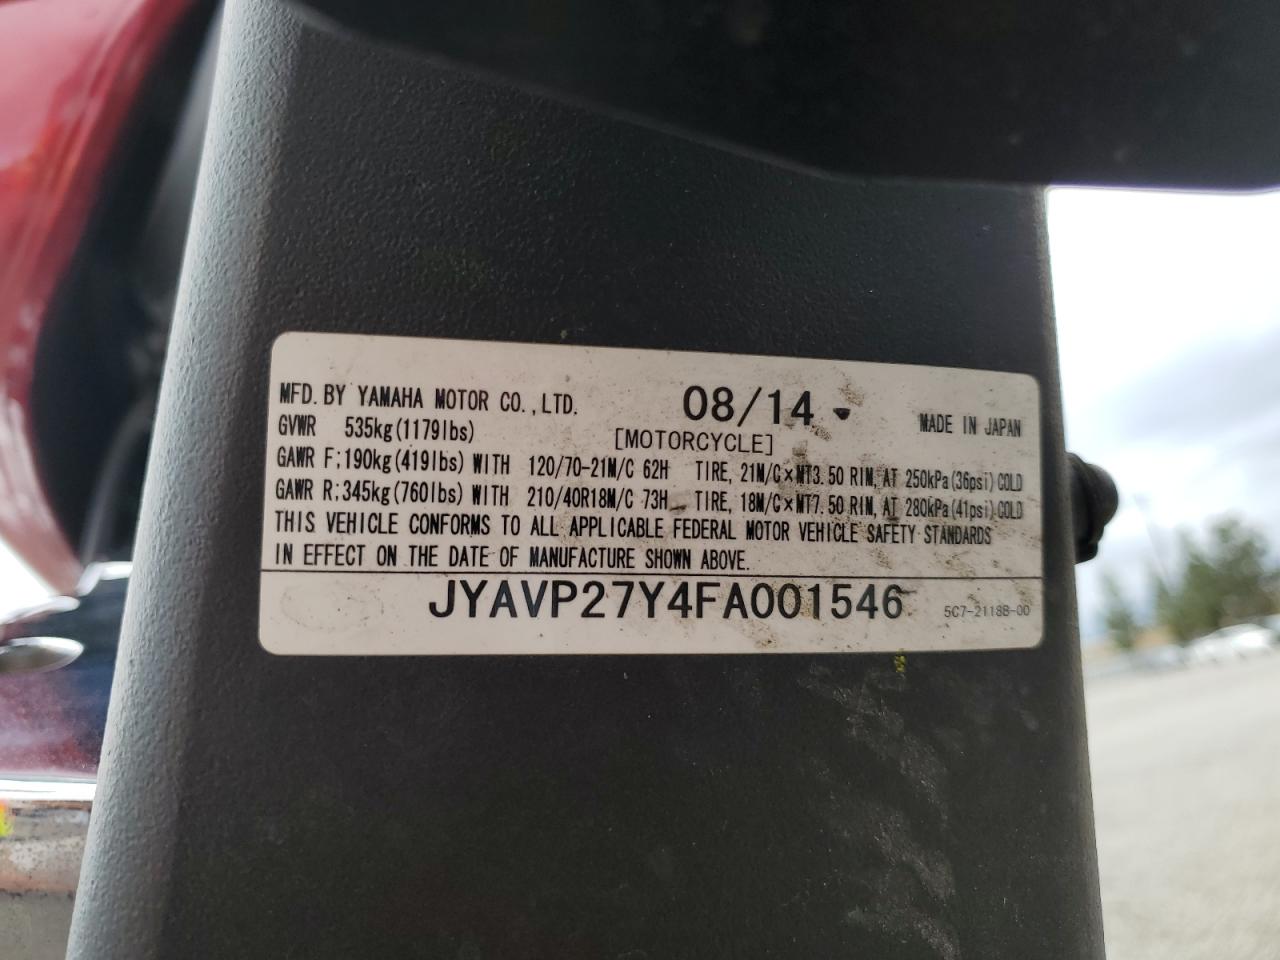 MFD. BY YAMAHA MOTOR CO., LTD. 08/14 MADE IN JAPAN
GVWR 535kg(1179lbs) [MOTORCYCLE]
GAWR F;190kg(419lbs) WITH 120/70-21M/C 62H TIRE, 21M/C×MT3.50 RIM, AT 250kPa(36psi) COLD
GAWR R;345kg(760lbs) WITH 210/40R18M/C 73H TIRE, 18M/C×MT7.50 RIM, AT 280kPa(41psi) COLD
THIS VEHICLE CONFORMS TO ALL APPLICABLE FEDERAL MOTOR VEHICLE SAFETY STANDARDS
IN EFFECT ON THE DATE OF MANUFACTURE SHOWN ABOVE.
JYAVP27Y4FA001546 5C7-2118B-00